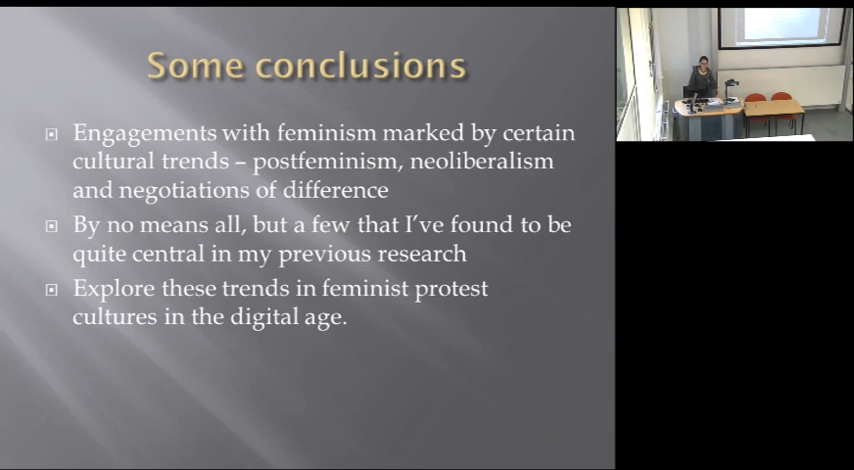 Some conclusions
Engagements with feminism marked by certain
cultural trends – postfeminism, neoliberalism
and negotiations of difference
By no means all, but a few that I've found to be
quite central in my previous research
Explore these trends in feminist protest
cultures in the digital age.